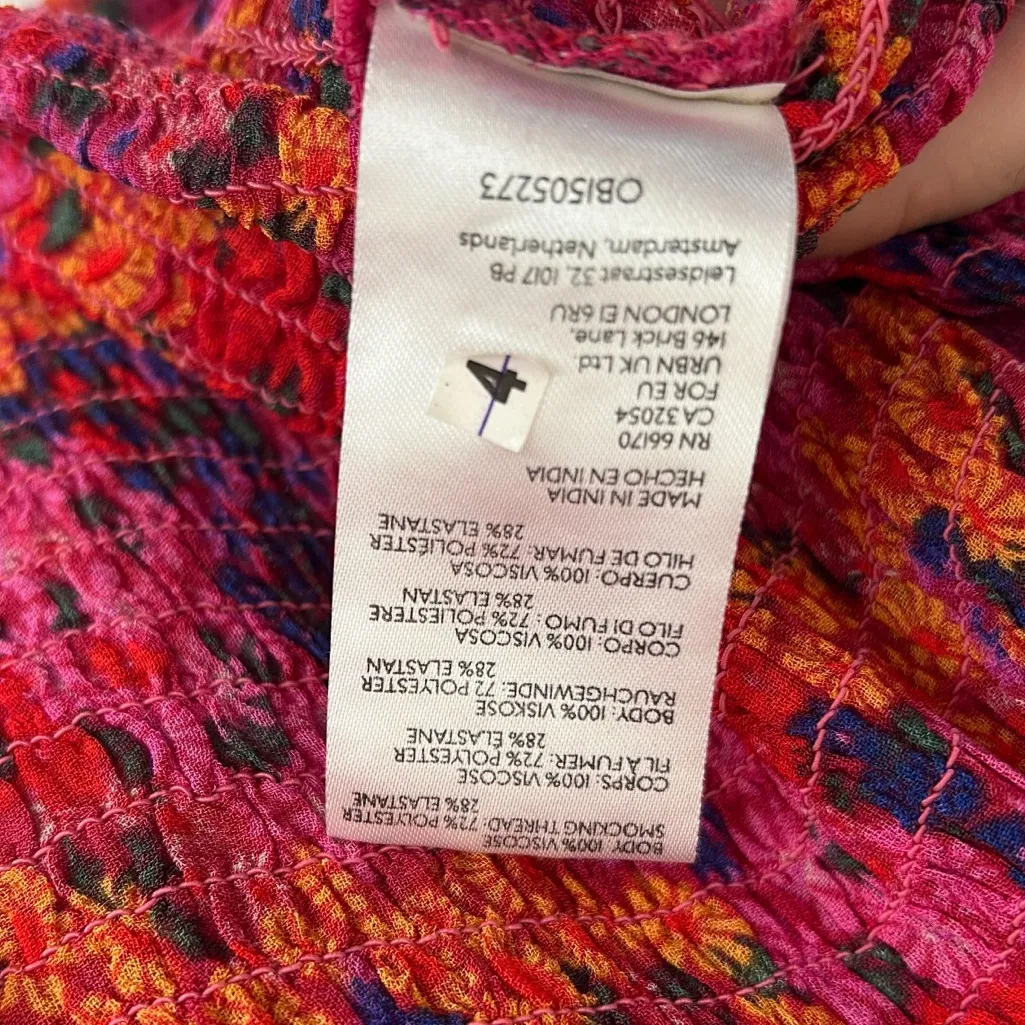 BODY: 100% VISCOSE
SMOCKING THREAD: 72% POLYESTER
28% ELASTANE
CORPS: 100% VISCOSE
FIL À FUMER: 72% POLYESTER
28% ELASTANE
BODY: 100% VISKOSE
RAUCHGEWINDE: 72 POLYESTER
28% ELASTAN
CORPO: 100% VISCOSA
FILO DI FUMO : 72% POLIESTERE
28% ELASTAN
CUERPO: 100% VISCOSA
HILO DE FUMAR: 72% POLIESTER
28% ELASTANE
MADE IN INDIA
HECHO EN INDIA
RN 66170
CA 32054
FOR EU
URBN UK Ltd.
146 Brick Lane,
LONDON E1 6RU
Leidsestraat 32, 1017 PB
Amsterdam, Netherlands
OBI505273
4